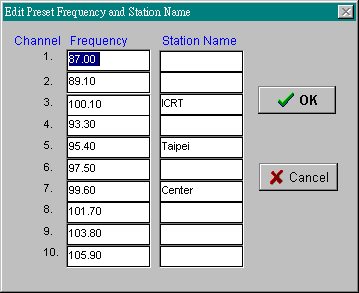 Edit Preset Frequency and Station Name
Channel Frequency Station Name
1. 87.00
2. 89.10
3. 100.10 ICRT
4. 93.30
5. 95.40 Taipei
6. 97.50
7. 99.60 Center
8. 101.70
9. 103.80
10. 105.90
OK
Cancel